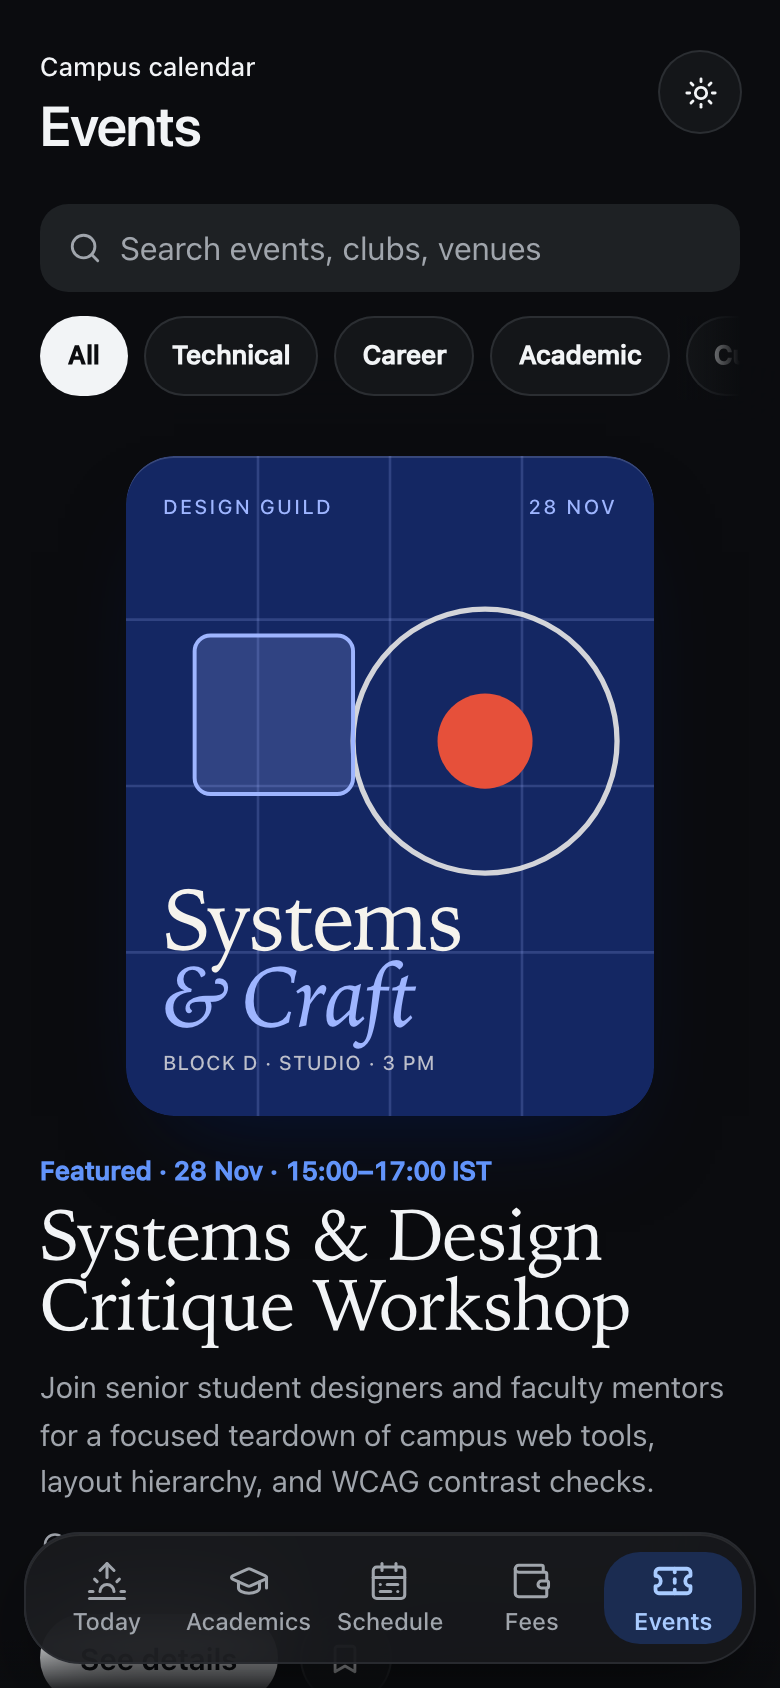 Campus calendar
Events
Search events, clubs, venues
All
Technical
Career
Academic
DESIGN GUILD
28 NOV
Systems
& Craft
BLOCK D · STUDIO · 3 PM
Featured · 28 Nov · 15:00–17:00 IST
Systems & Design
Critique Workshop
Join senior student designers and faculty mentors
for a focused teardown of campus web tools,
layout hierarchy, and WCAG contrast checks.
See details
Today
Academics
Schedule
Fees
Events